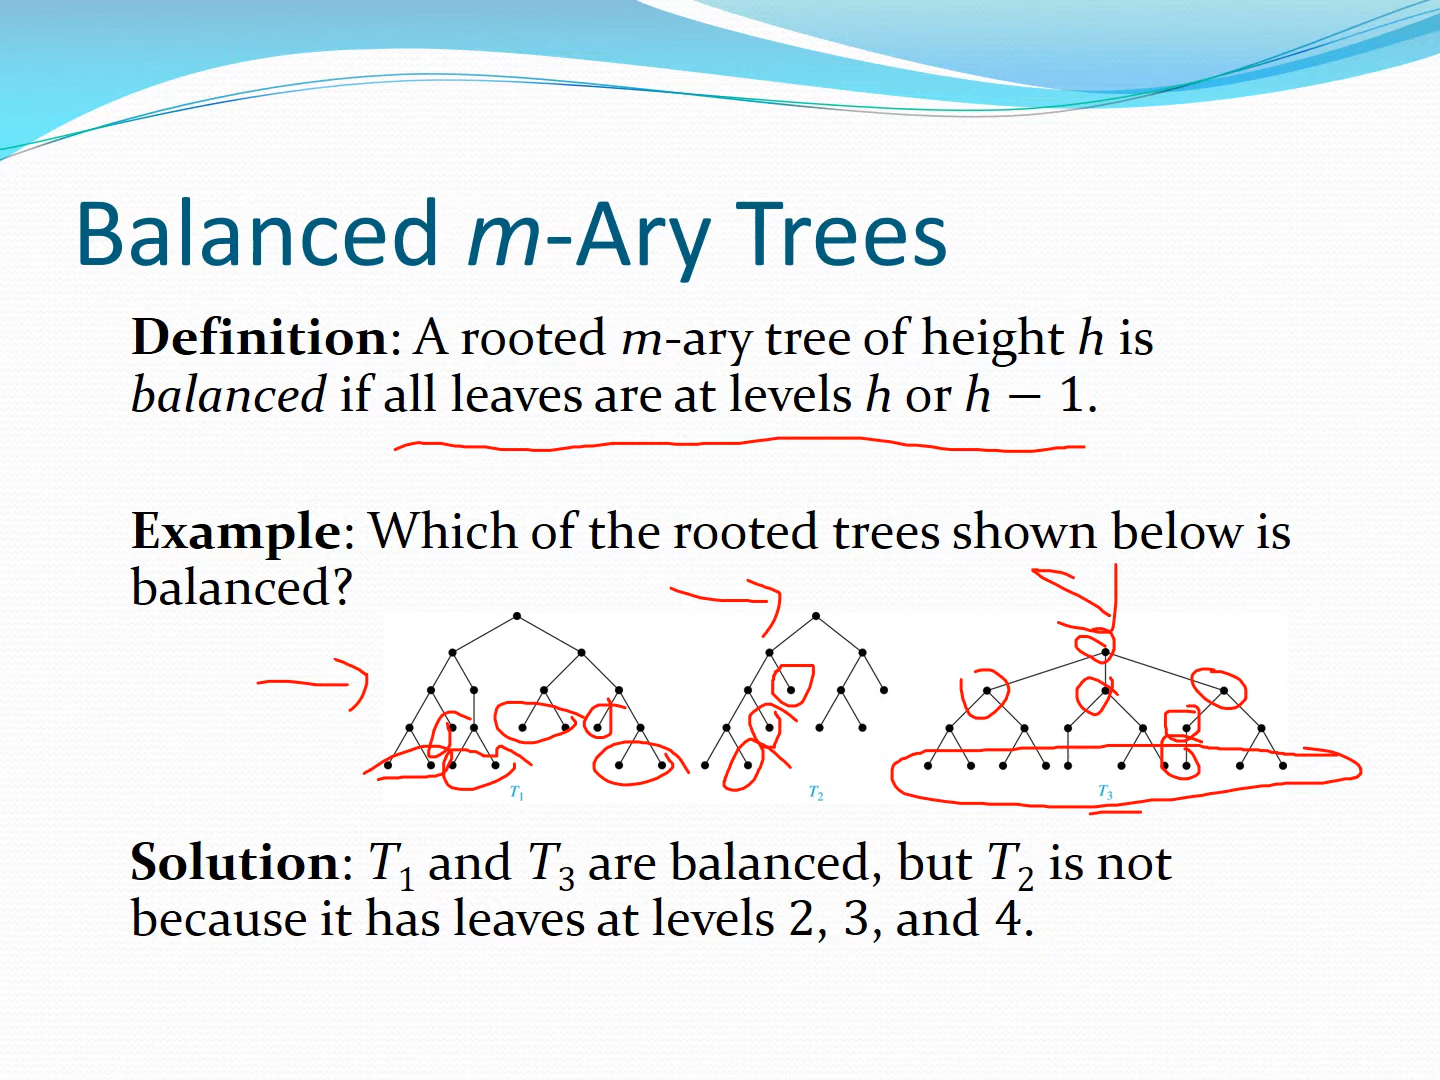 Balanced m-Ary Trees
Definition: A rooted m-ary tree of height h is
balanced if all leaves are at levels h or h − 1.
Example: Which of the rooted trees shown below is
balanced?
T₁ T₂ T₃
Solution: T₁ and T₃ are balanced, but T₂ is not
because it has leaves at levels 2, 3, and 4.